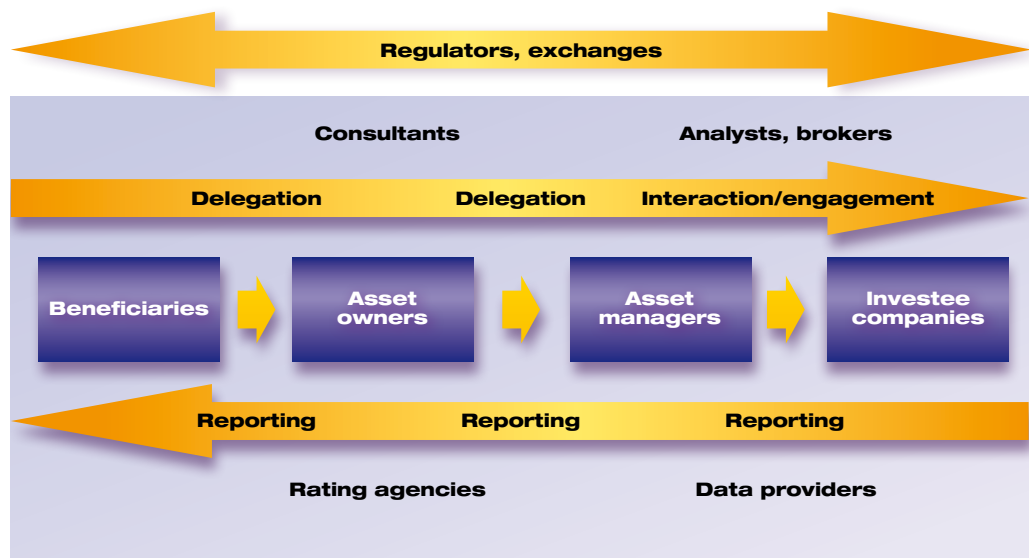 Regulators, exchanges
Consultants
Analysts, brokers
Delegation
Delegation
Interaction/engagement
Beneficiaries
Asset
owners
Asset
managers
Investee
companies
Reporting
Reporting
Reporting
Rating agencies
Data providers